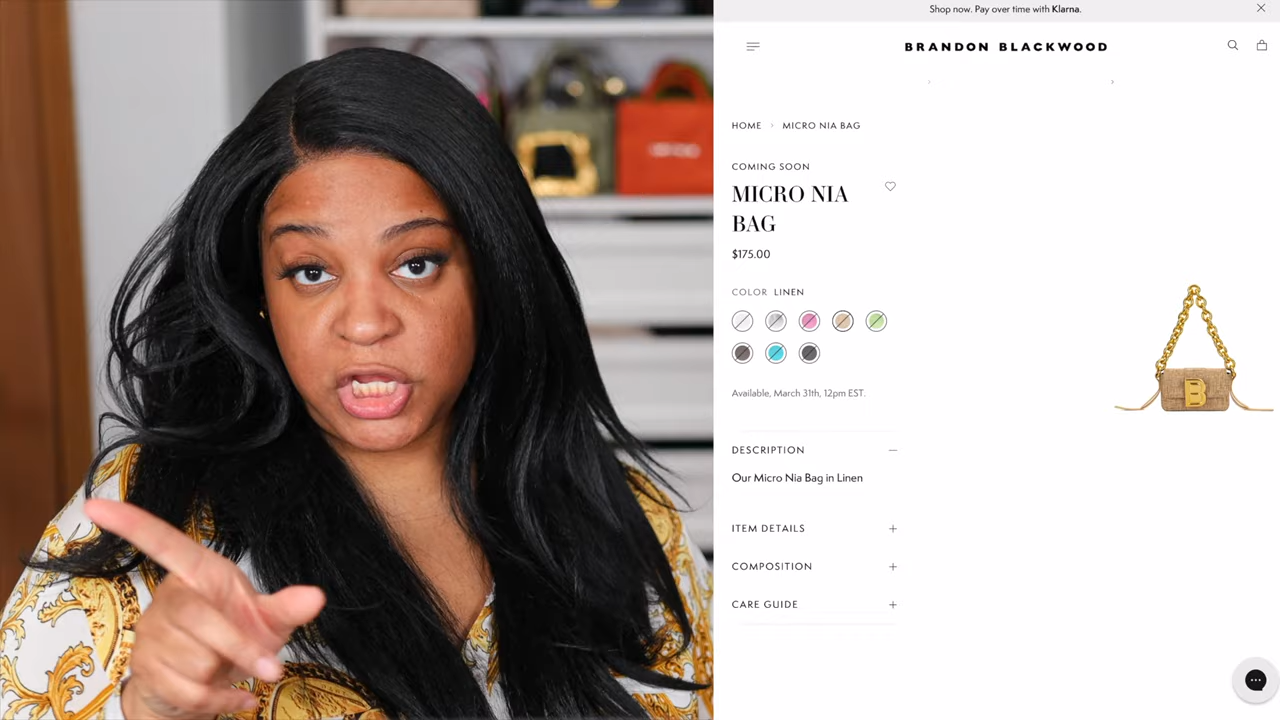 Shop now. Pay over time with Klarna.
BRANDON BLACKWOOD
HOME > MICRO NIA BAG
COMING SOON
MICRO NIA
BAG
$175.00
COLOR LINEN
Available, March 31th, 12pm EST.
DESCRIPTION
Our Micro Nia Bag in Linen
ITEM DETAILS
COMPOSITION
CARE GUIDE
B